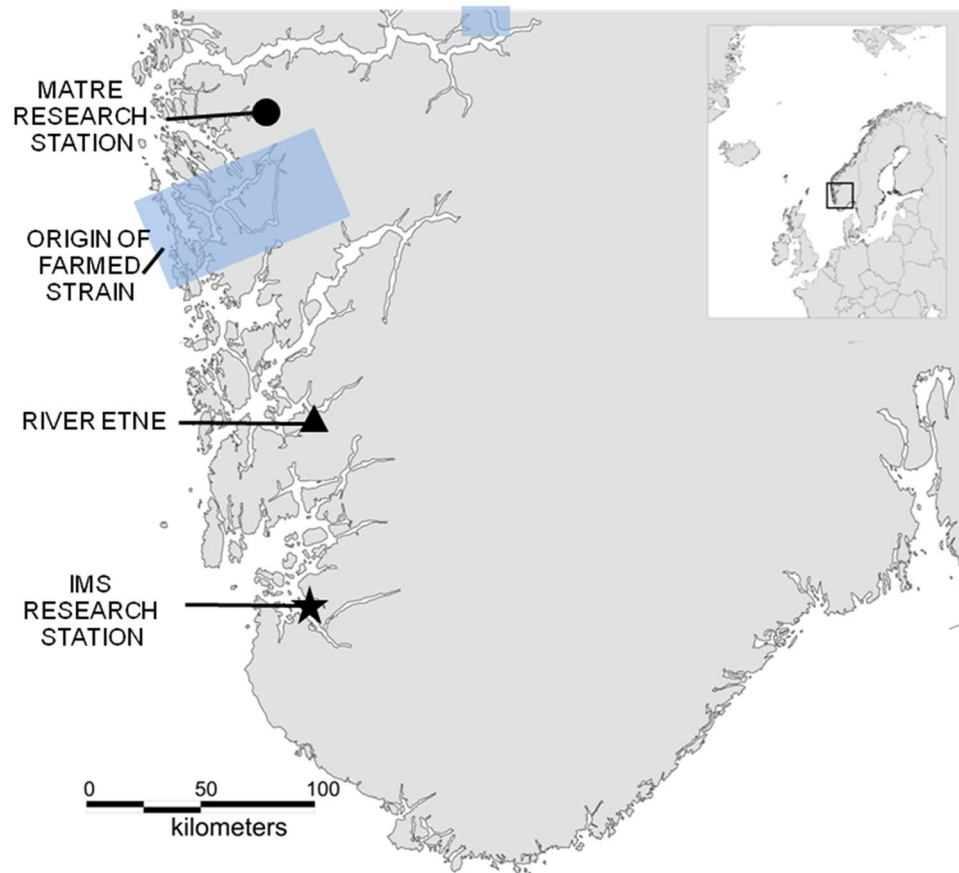 MATRE
RESEARCH
STATION
ORIGIN OF
FARMED
STRAIN
RIVER ETNE
IMS
RESEARCH
STATION
0 50 100
kilometers